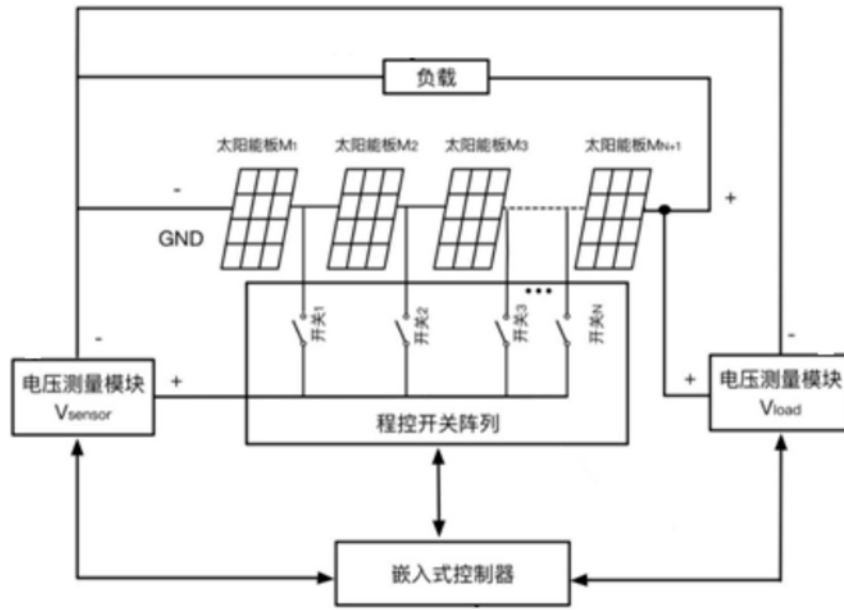 负载
太阳能板M1
太阳能板M2
太阳能板M3
太阳能板MN+1
-
+
GND
•••
开关1
开关2
开关3
开关N
-
-
电压测量模块
Vsensor
+
+
电压测量模块
Vload
程控开关阵列
嵌入式控制器